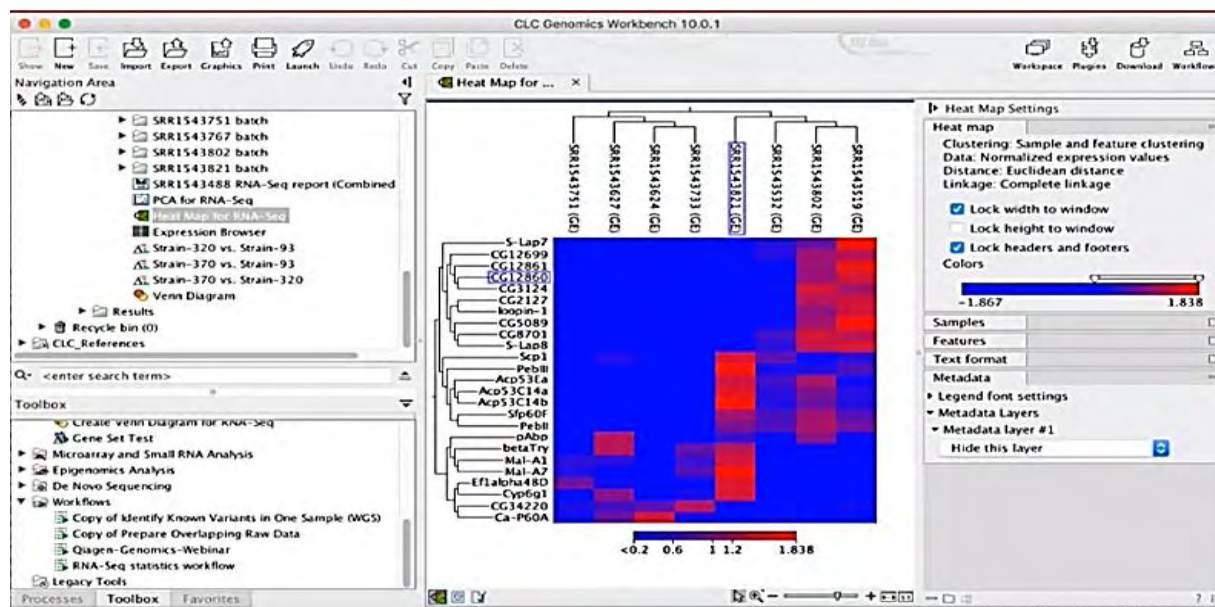 CLC Genomics Workbench 10.0.1
Show New Save Import Export Graphics Print Launch Undo Redo Cut Copy Paste Delete
Workspace Plugins Download Workflow
Navigation Area
SRR1543751 batch
SRR1543767 batch
SRR1543802 batch
SRR1543821 batch
SRR1543488 RNA-Seq report (Combined
PCA for RNA-Seq
Heat Map for RNA-Seq
Expression Browser
Strain-320 vs. Strain-93
Strain-370 vs. Strain-93
Strain-370 vs. Strain-320
Venn Diagram
Results
Recycle bin (0)
CLC_References
<enter search term>
Toolbox
Create Venn Diagram for RNA-Seq
Gene Set Test
Microarray and Small RNA Analysis
Epigenomics Analysis
De Novo Sequencing
Workflows
Copy of Identify Known Variants in One Sample (WGS)
Copy of Prepare Overlapping Raw Data
Qiagen-Genomics-Webinar
RNA-Seq statistics workflow
Legacy Tools
Processes Toolbox Favorites
Heat Map for ... ×
SRR1543751 (GE)
SRR1543627 (GE)
SRR1543624 (GE)
SRR1543733 (GE)
SRR1543821 (GE)
SRR1543532 (GE)
SRR1543802 (GE)
SRR1543519 (GE)
S-Lap7
CG12699
CG12861
CG12860
CG3124
CG2127
loopin-1
CG5089
CG8701
S-Lap8
Scp1
PebIII
Acp53Ea
Acp53C14a
Acp53C14b
Sfp60F
PebII
pAbp
betaTry
Mal-A1
Mal-A7
Ef1alpha48D
Cyp6g1
CG34220
Ca-P60A
<0.2 0.6 1 1.2 1.838
Heat Map Settings
Heat map
Clustering: Sample and feature clustering
Data: Normalized expression values
Distance: Euclidean distance
Linkage: Complete linkage
Lock width to window
Lock height to window
Lock headers and footers
Colors
-1.867 1.838
Samples
Features
Text format
Metadata
Legend font settings
Metadata Layers
Metadata layer #1
Hide this layer